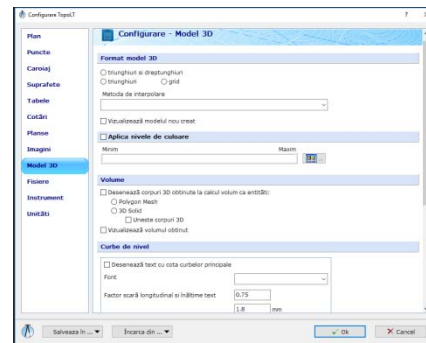 Configurare TopoLT
?
Plan
Puncte
Caroiaj
Suprafete
Tabele
Cotări
Planse
Imagini
Model 3D
Fisiere
Instrument
Unități
Configurare - Model 3D
Format model 3D
triunghiuri si dreptunghiuri
triunghiuri grid
Metoda de interpolare
Vizualizează modelul nou creat
Aplica nivele de culoare
Minim Maxim
...
Volume
Desenează corpuri 3D obtinute la calcul volum ca entităti:
Polygon Mesh
3D Solid
Uneste corpuri 3D
Vizualizează volumul obtinut
Curbe de nivel
Desenează text cu cota curbelor principale
Font
Factor scară longitudinal si înăltime text 0.75
1.8 mm
Salveaza în ... Încarca din ... Ok Cancel